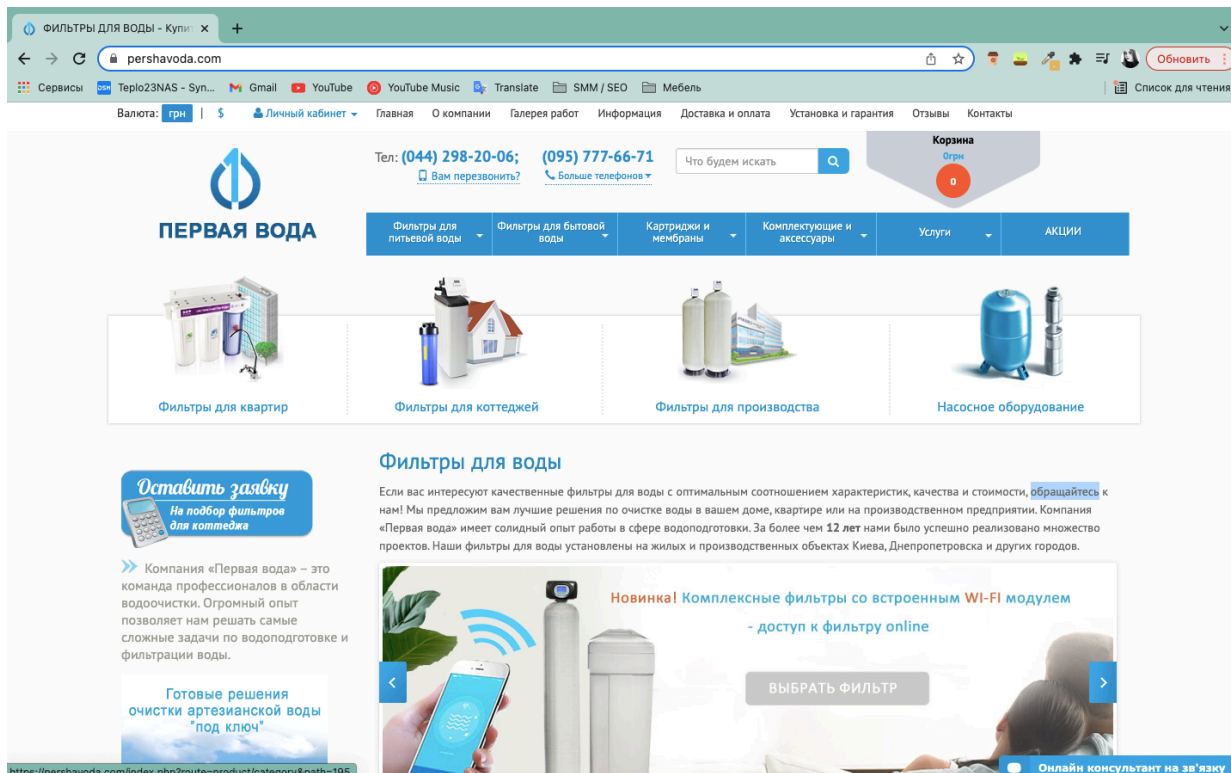 ФИЛЬТРЫ ДЛЯ ВОДЫ - Купит
pershavoda.com
Обновить
Сервисы DSM Teplo23NAS - Syn... Gmail YouTube YouTube Music Translate SMM / SEO Мебель Список для чтения
Валюта: грн | $ Личный кабинет Главная О компании Галерея работ Информация Доставка и оплата Установка и гарантия Отзывы Контакты
ПЕРВАЯ ВОДА
Тел: (044) 298-20-06; (095) 777-66-71
Вам перезвонить? Больше телефонов
Что будем искать
Корзина
0грн
0
Фильтры для питьевой воды
Фильтры для бытовой воды
Картриджи и мембраны
Комплектующие и аксессуары
Услуги
АКЦИИ
Фильтры для квартир
Фильтры для коттеджей
Фильтры для производства
Насосное оборудование
Оставить заявку
На подбор фильтров
для коттеджа
Компания «Первая вода» – это
команда профессионалов в области
водоочистки. Огромный опыт
позволяет нам решать самые
сложные задачи по водоподготовке и
фильтрации воды.
Готовые решения
очистки артезианской воды
"под ключ"
Фильтры для воды
Если вас интересуют качественные фильтры для воды с оптимальным соотношением характеристик, качества и стоимости, обращайтесь к
нам! Мы предложим вам лучшие решения по очистке воды в вашем доме, квартире или на производственном предприятии. Компания
«Первая вода» имеет солидный опыт работы в сфере водоподготовки. За более чем 12 лет нами было успешно реализовано множество
проектов. Наши фильтры для воды установлены на жилых и производственных объектах Киева, Днепропетровска и других городов.
Новинка! Комплексные фильтры со встроенным WI-FI модулем
- доступ к фильтру online
ВЫБРАТЬ ФИЛЬТР
https://pershavoda.com/index.php?route=product/category&path=195
Онлайн консультант на зв'язку